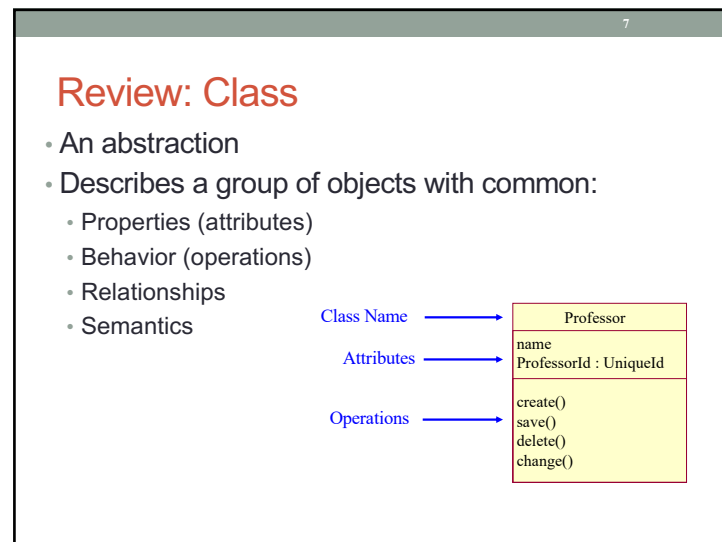 7
Review: Class
• An abstraction
• Describes a group of objects with common:
• Properties (attributes)
• Behavior (operations)
• Relationships
• Semantics
Class Name
Professor
Attributes
name
ProfessorId : UniqueId
Operations
create()
save()
delete()
change()